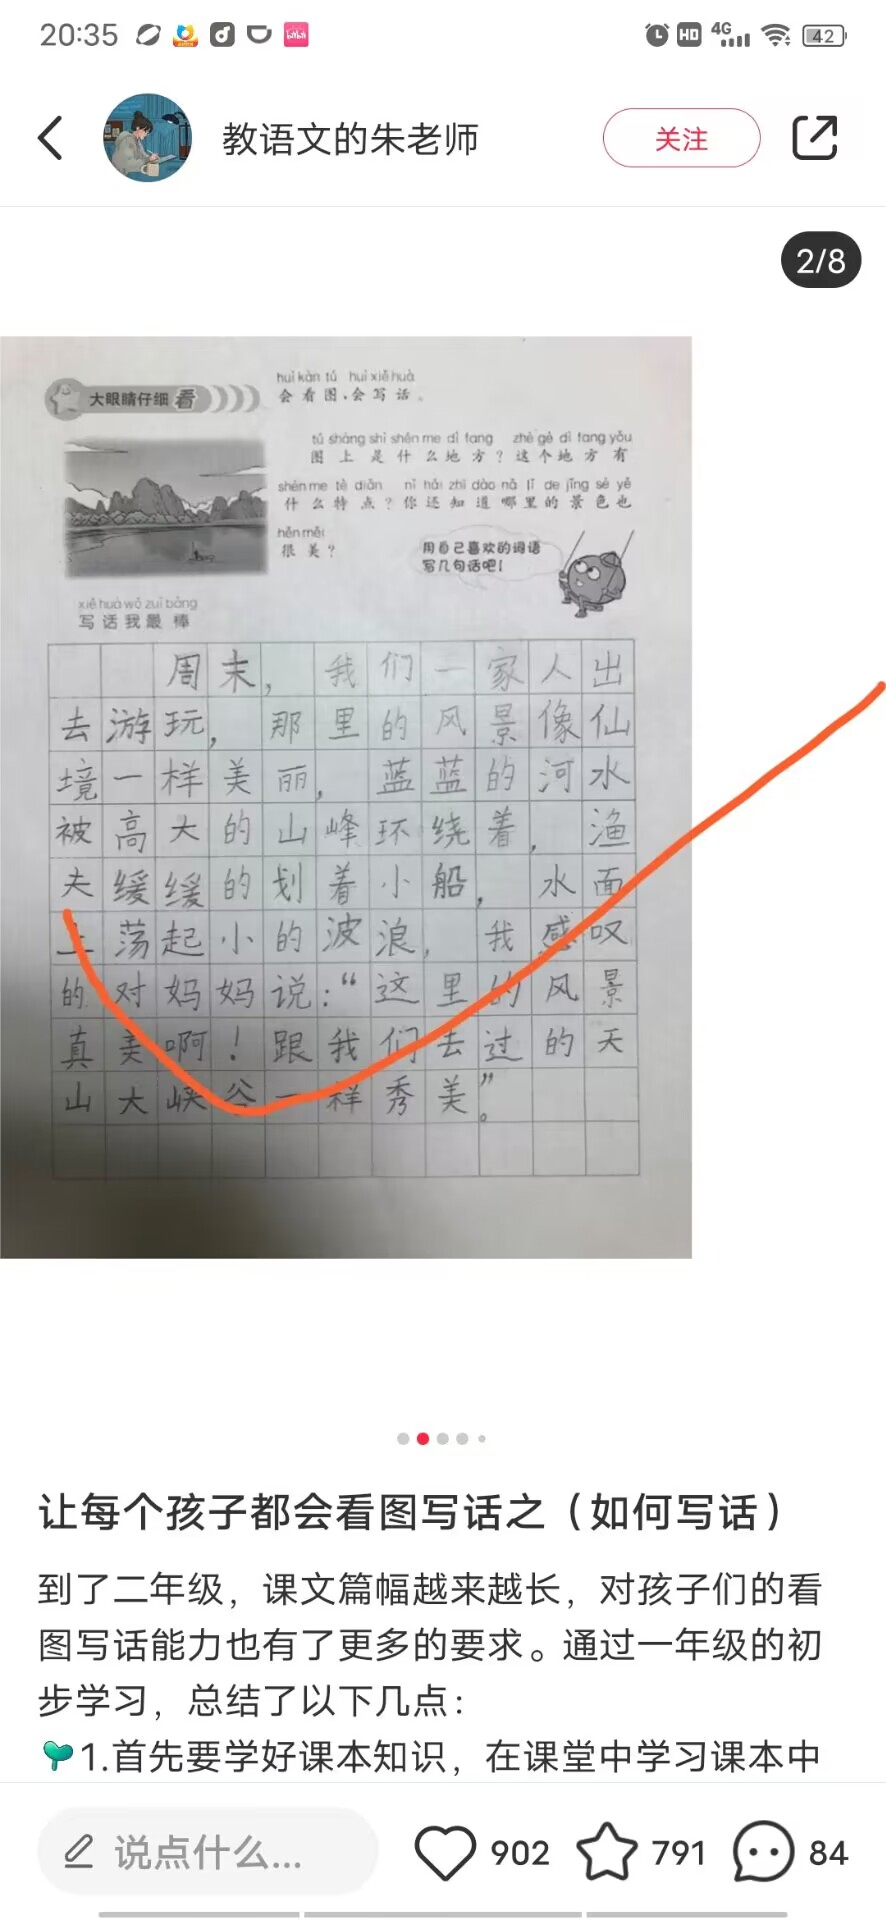 20:35
HD 4G 42
教语文的朱老师
关注
2/8
大眼睛仔细看
huì kàn tú huì xiě huà
会看图,会写话。
tú shàng shì shén me dì fang zhè gè dì fang yǒu
图上是什么地方?这个地方有
shén me tè diǎn nǐ hái zhī dào nǎ lǐ de jǐng sè yě
什么特点?你还知道哪里的景色也
hěn měi
很美?
用自己喜欢的词语
写几句话吧!
xiě huà wǒ zuì bàng
写话我最棒
周末,我们一家人出
去游玩,那里的风景像仙
境一样美丽,蓝蓝的河水
被高大的山峰环绕着,渔
夫缓缓的划着小船,水面
上荡起小的波浪,我感叹
的对妈妈说:“这里的风景
真美啊!跟我们去过的天
山大峡谷一样秀美”。
让每个孩子都会看图写话之(如何写话)
到了二年级,课文篇幅越来越长,对孩子们的看
图写话能力也有了更多的要求。通过一年级的初
步学习,总结了以下几点:
1.首先要学好课本知识,在课堂中学习课本中
说点什么...
902
791
84